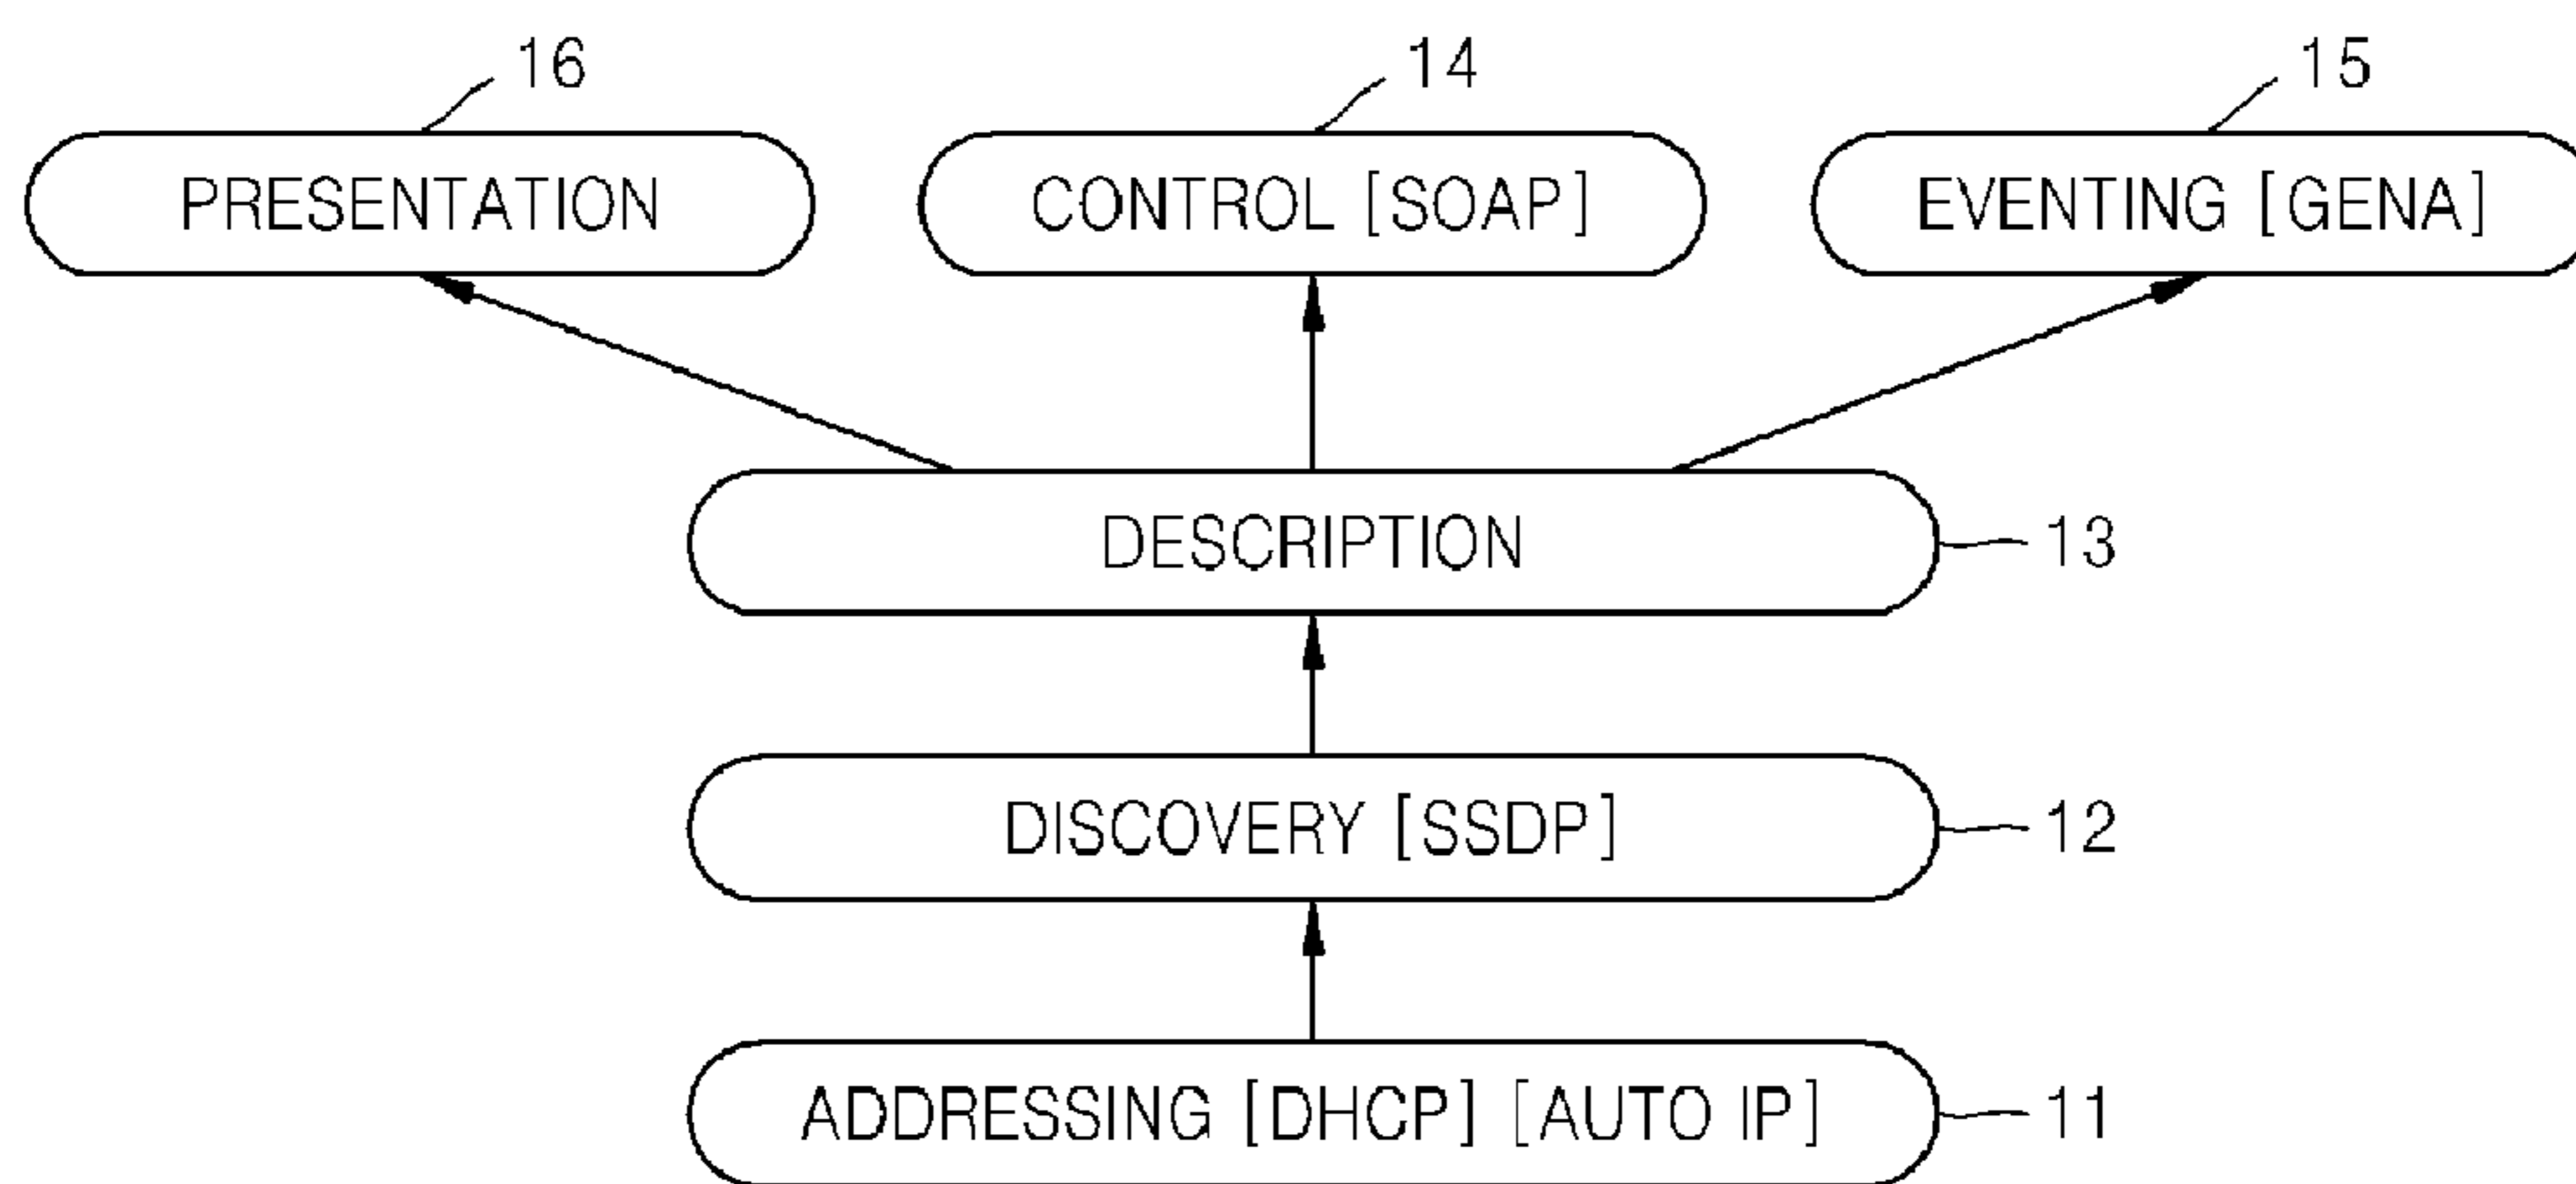 16
14
15
PRESENTATION
CONTROL [SOAP]
EVENTING [GENA]
DESCRIPTION
13
DISCOVERY [SSDP]
12
ADDRESSING [DHCP] [AUTO IP]
11